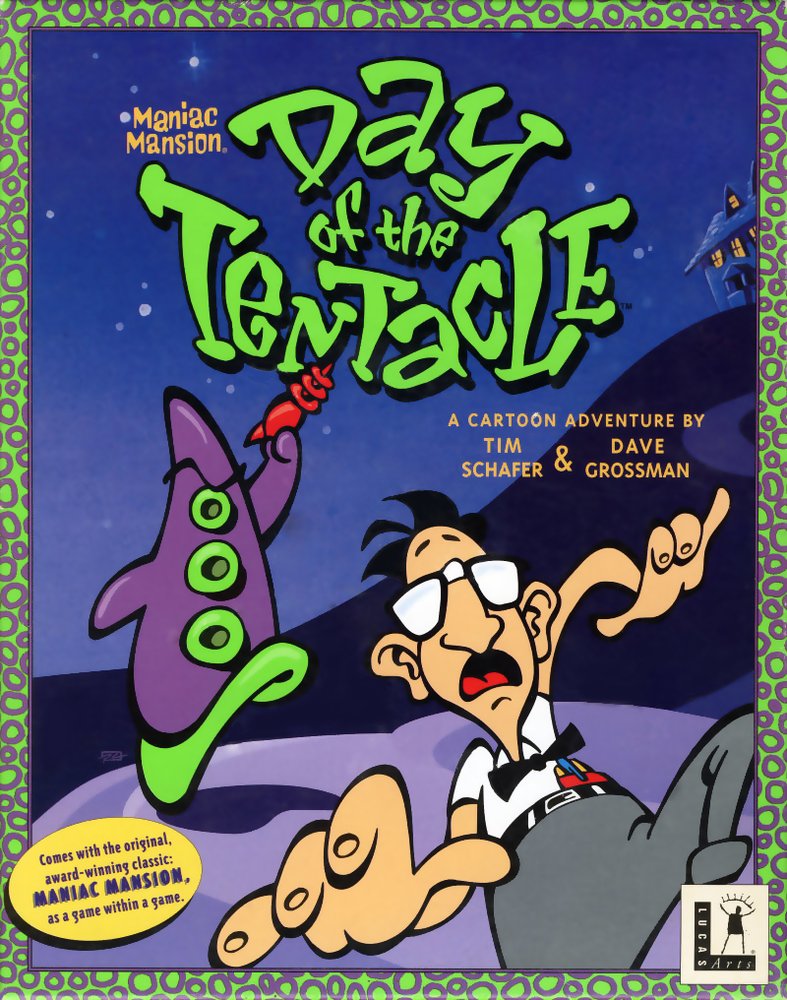 Maniac
Mansion®
Day
of the
Tentacle™
A CARTOON ADVENTURE BY
TIM
SCHAFER
&
DAVE
GROSSMAN
Comes with the original,
award-winning classic:
MANIAC MANSION,
as a game within a game.
LUCAS
Arts